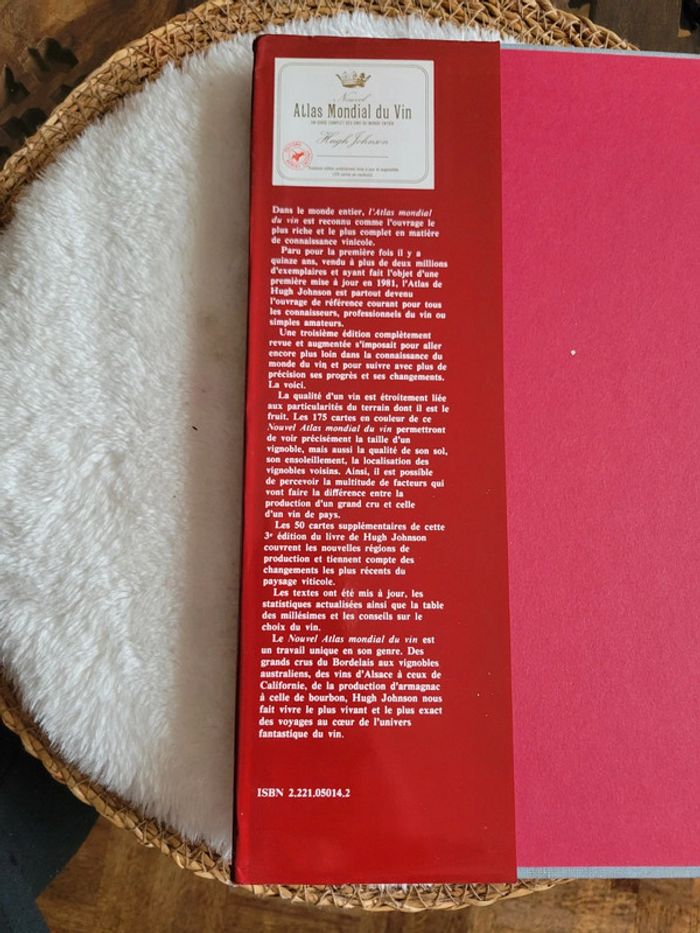 Nouvel
Atlas Mondial du Vin
UN GUIDE COMPLET DES VINS DU MONDE ENTIER
Hugh Johnson
Dans le monde entier, l'Atlas mondial
du vin est reconnu comme l'ouvrage le
plus riche et le plus complet en matière
de connaissance vinicole.
Paru pour la première fois il y a
quinze ans, vendu à plus de deux millions
d'exemplaires et ayant fait l'objet d'une
première mise à jour en 1981, l'Atlas de
Hugh Johnson est partout devenu
l'ouvrage de référence courant pour tous
les connaisseurs, professionnels du vin ou
simples amateurs.
Une troisième édition complètement
revue et augmentée s'imposait pour aller
encore plus loin dans la connaissance du
monde du vin et pour suivre avec plus de
précision ses progrès et ses changements.
La voici.
La qualité d'un vin est étroitement liée
aux particularités du terrain dont il est le
fruit. Les 175 cartes en couleur de ce
Nouvel Atlas mondial du vin permettront
de voir précisément la taille d'un
vignoble, mais aussi la qualité de son sol,
son ensoleillement, la localisation des
vignobles voisins. Ainsi, il est possible
de percevoir la multitude de facteurs qui
vont faire la différence entre la
production d'un grand cru et celle
d'un vin de pays.
Les 50 cartes supplémentaires de cette
3e édition du livre de Hugh Johnson
couvrent les nouvelles régions de
production et tiennent compte des
changements les plus récents du
paysage viticole.
Les textes ont été mis à jour, les
statistiques actualisées ainsi que la table
des millésimes et les conseils sur le
choix du vin.
Le Nouvel Atlas mondial du vin est
un travail unique en son genre. Des
grands crus du Bordelais aux vignobles
australiens, des vins d'Alsace à ceux de
Californie, de la production d'armagnac
à celle de bourbon, Hugh Johnson nous
fait vivre le plus vivant et le plus exact
des voyages au cœur de l'univers
fantastique du vin.
ISBN 2.221.05014.2